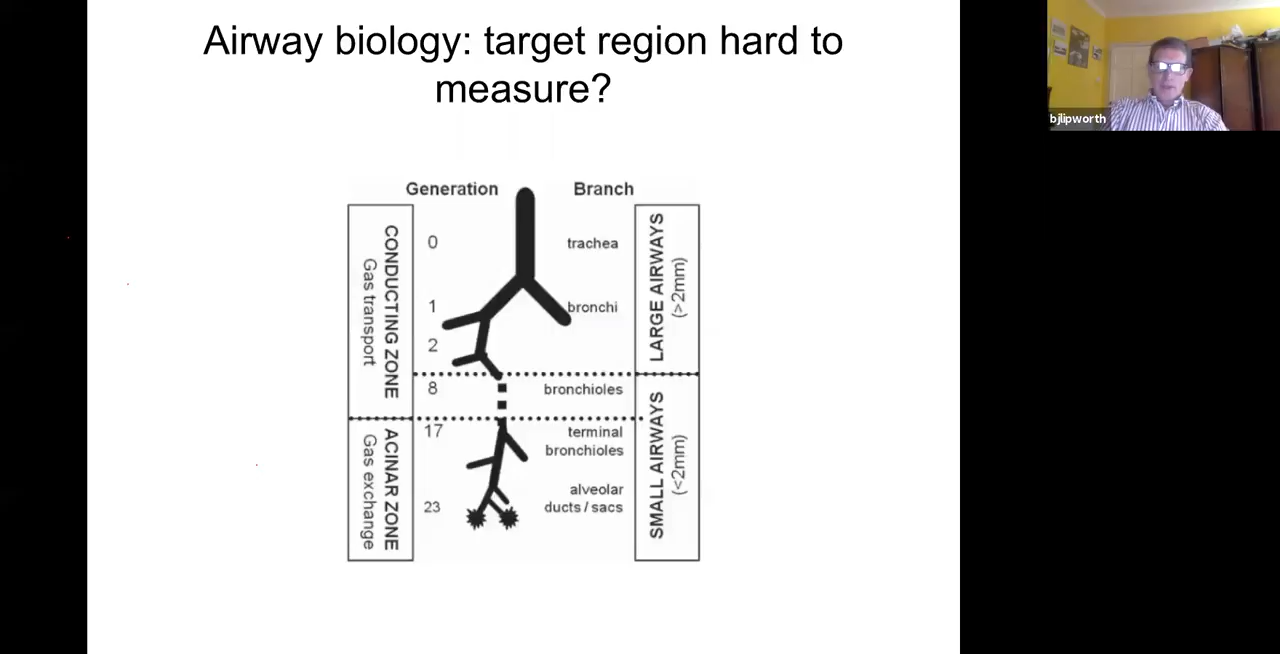 Airway biology: target region hard to
measure?
bjlipworth
Generation
Branch
CONDUCTING ZONE
Gas transport
0
trachea
1
bronchi
2
LARGE AIRWAYS
(>2mm)
8
bronchioles
ACINAR ZONE
Gas exchange
17
terminal
bronchioles
23
alveolar
ducts / sacs
SMALL AIRWAYS
(<2mm)